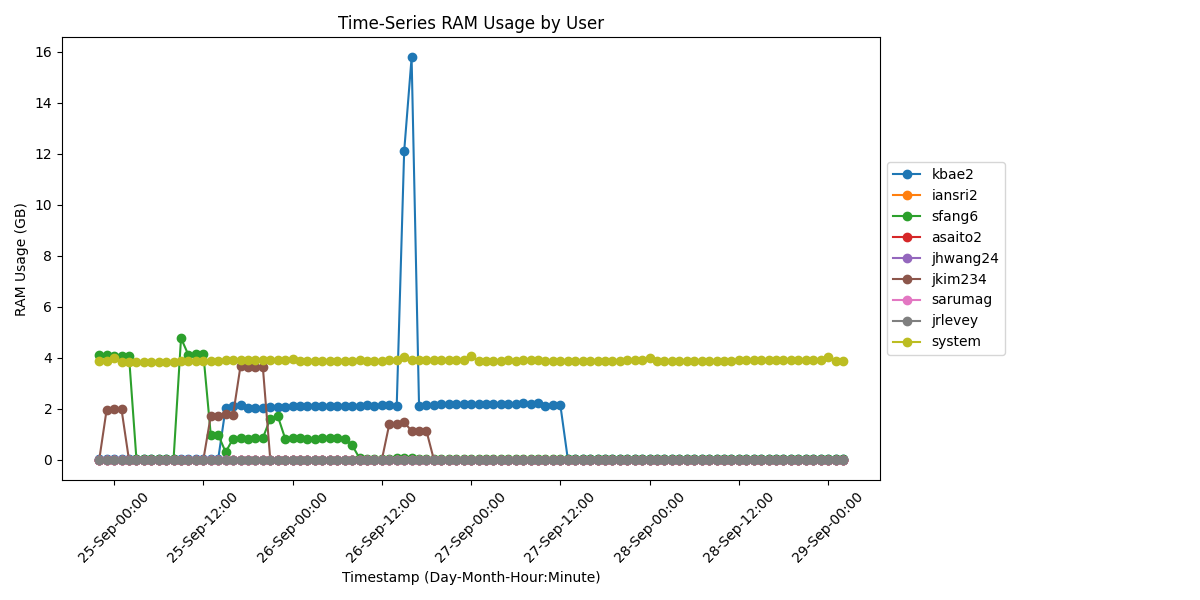 Time-Series RAM Usage by User
16
14
12
10
8
6
4
2
0
RAM Usage (GB)
25-Sep-00:00
25-Sep-12:00
26-Sep-00:00
26-Sep-12:00
27-Sep-00:00
27-Sep-12:00
28-Sep-00:00
28-Sep-12:00
29-Sep-00:00
Timestamp (Day-Month-Hour:Minute)
kbae2
iansri2
sfang6
asaito2
jhwang24
jkim234
sarumag
jrlevey
system